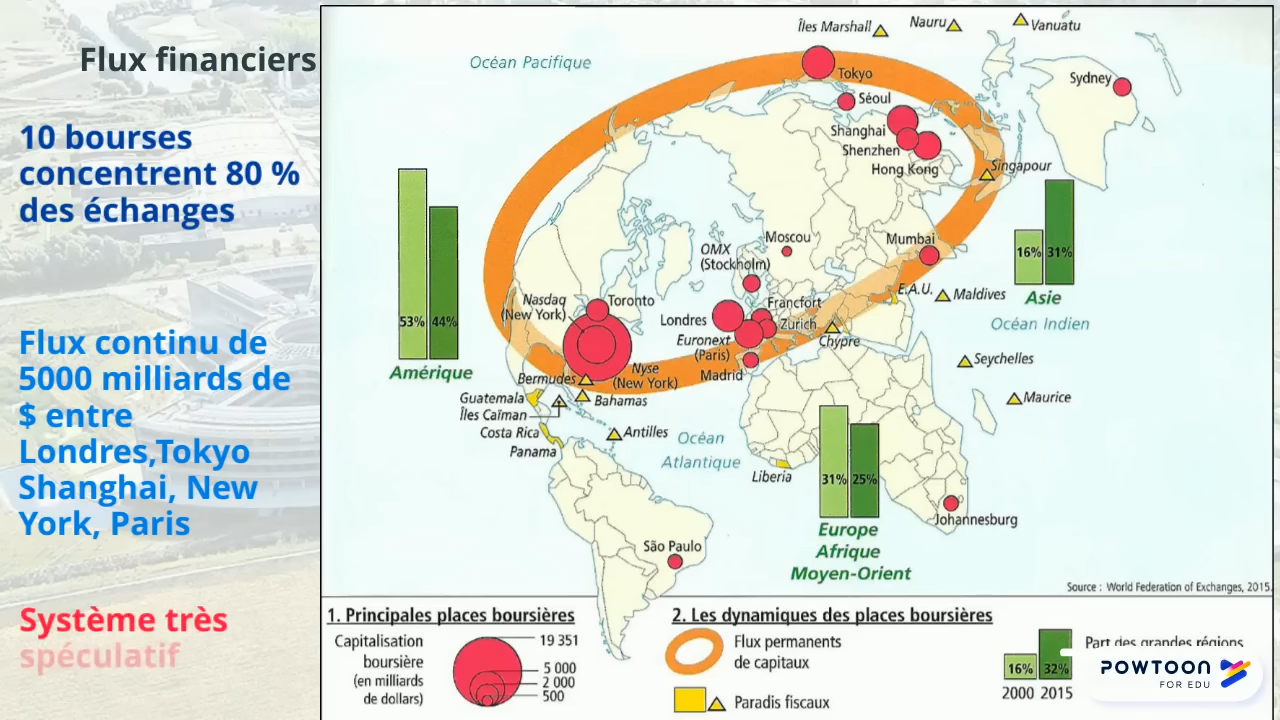 Flux financiers
10 bourses
concentrent 80 %
des échanges
Flux continu de
5000 milliards de
$ entre
Londres,Tokyo
Shanghai, New
York, Paris
Système très
spéculatif
Îles Marshall
Nauru
Vanuatu
Océan Pacifique
Tokyo
Sydney
Séoul
Shanghai
Shenzhen
Hong Kong
Singapour
Moscou
Mumbai
OMX
(Stockholm)
16%
31%
Asie
Océan Indien
E.A.U.
Maldives
Nasdaq
(New York)
Toronto
Francfort
Londres
Zurich
Euronext
(Paris)
Chypre
53%
44%
Amérique
Madrid
Nyse
(New York)
Seychelles
Bermudes
Bahamas
Guatemala
Îles Caïman
Maurice
Costa Rica
Panama
Antilles
Océan
Atlantique
Liberia
31%
25%
Europe
Afrique
Moyen-Orient
Johannesburg
São Paulo
Source : World Federation of Exchanges, 2015.
1. Principales places boursières
Capitalisation
boursière
(en milliards
de dollars)
19 351
5 000
2 000
500
2. Les dynamiques des places boursières
Flux permanents
de capitaux
Paradis fiscaux
16%
32%
2000 2015
Part des grandes régions
POWTOON
FOR EDU